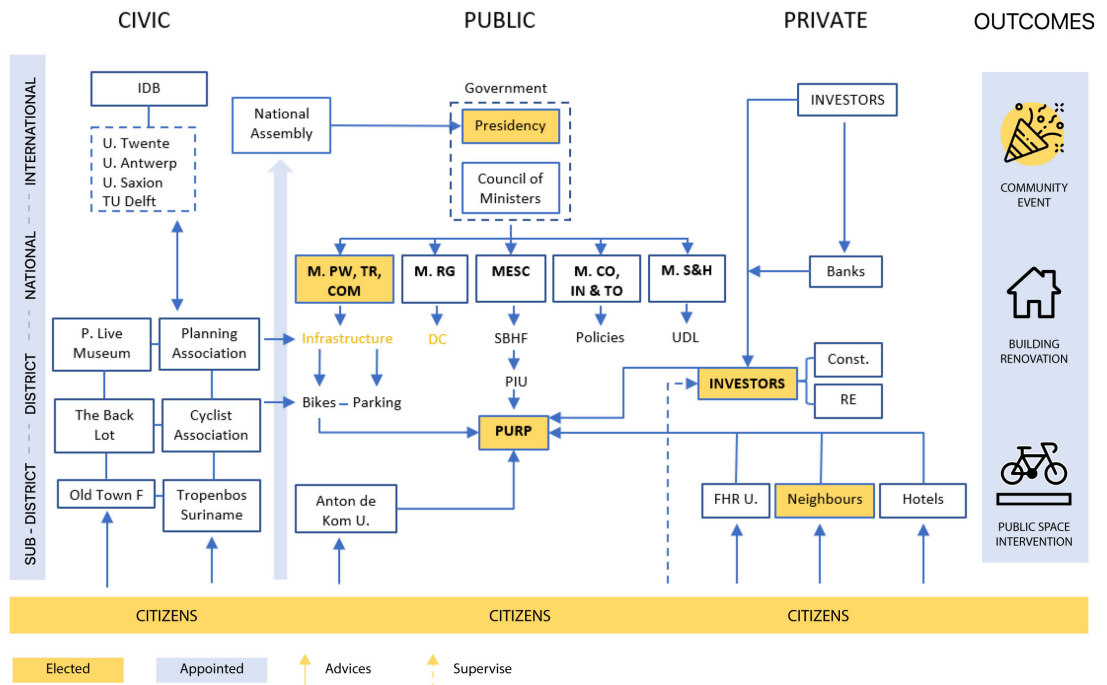 CIVIC
PUBLIC
PRIVATE
OUTCOMES
SUB - DISTRICT --- DISTRICT --- NATIONAL --- INTERNATIONAL
IDB
U. Twente
U. Antwerp
U. Saxion
TU Delft
National
Assembly
Government
Presidency
Council of
Ministers
INVESTORS
Banks
M. PW, TR,
COM
M. RG
MESC
M. CO,
IN & TO
M. S&H
Infrastructure
DC
SBHF
Policies
UDL
P. Live
Museum
Planning
Association
PIU
Bikes
Parking
The Back
Lot
Cyclist
Association
PURP
INVESTORS
Const.
RE
Old Town F
Tropenbos
Suriname
Anton de
Kom U.
FHR U.
Neighbours
Hotels
COMMUNITY
EVENT
BUILDING
RENOVATION
PUBLIC SPACE
INTERVENTION
CITIZENS
CITIZENS
CITIZENS
Elected
Appointed
Advices
Supervise